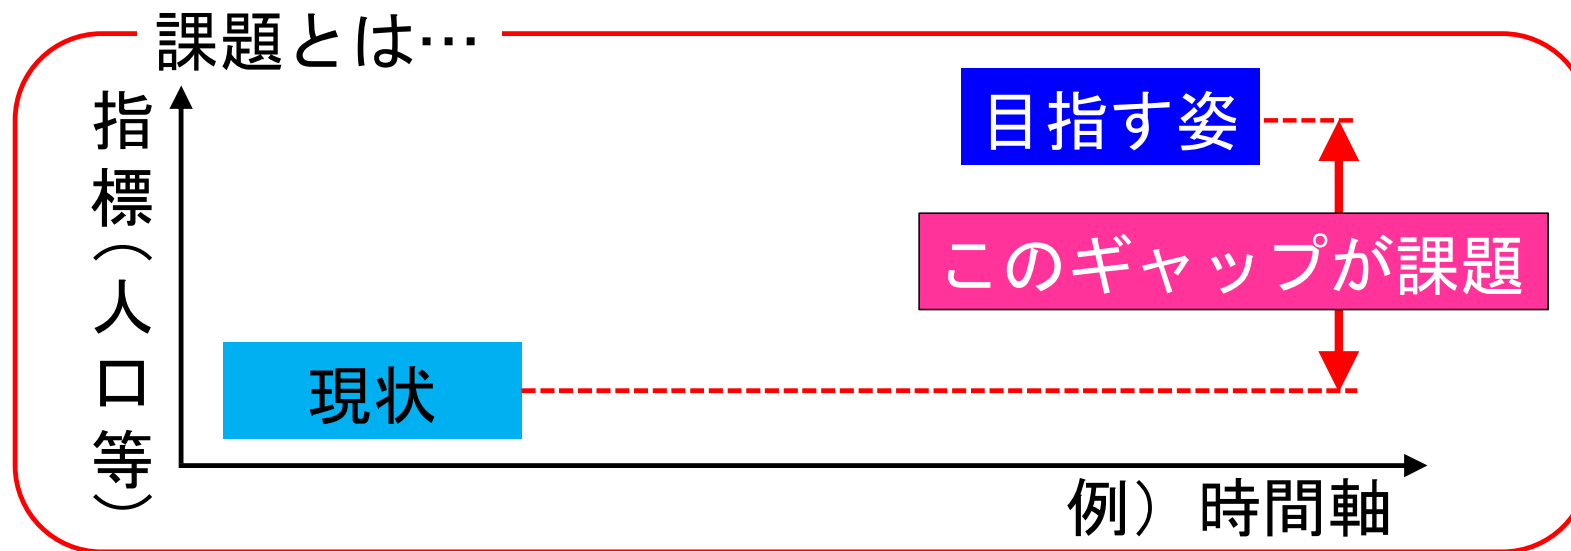 課題とは…
指標（人口等）
目指す姿
このギャップが課題
現状
例）時間軸